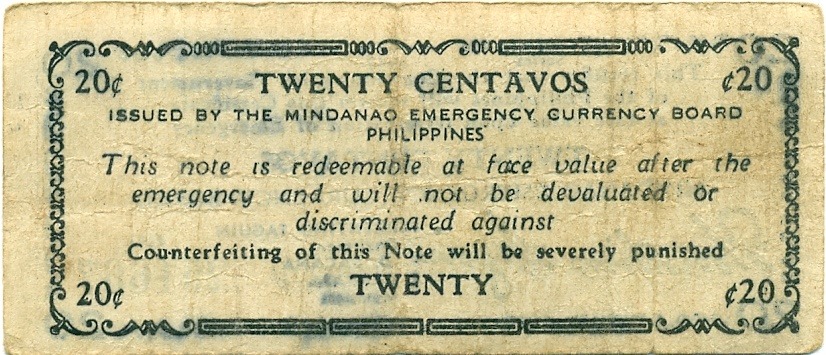 20¢ TWENTY CENTAVOS ¢20
ISSUED BY THE MINDANAO EMERGENCY CURRENCY BOARD
PHILIPPINES
This note is redeemable at face value after the
emergency and will not be devaluated or
discriminated against
Counterfeiting of this Note will be severely punished
20¢ TWENTY ¢20